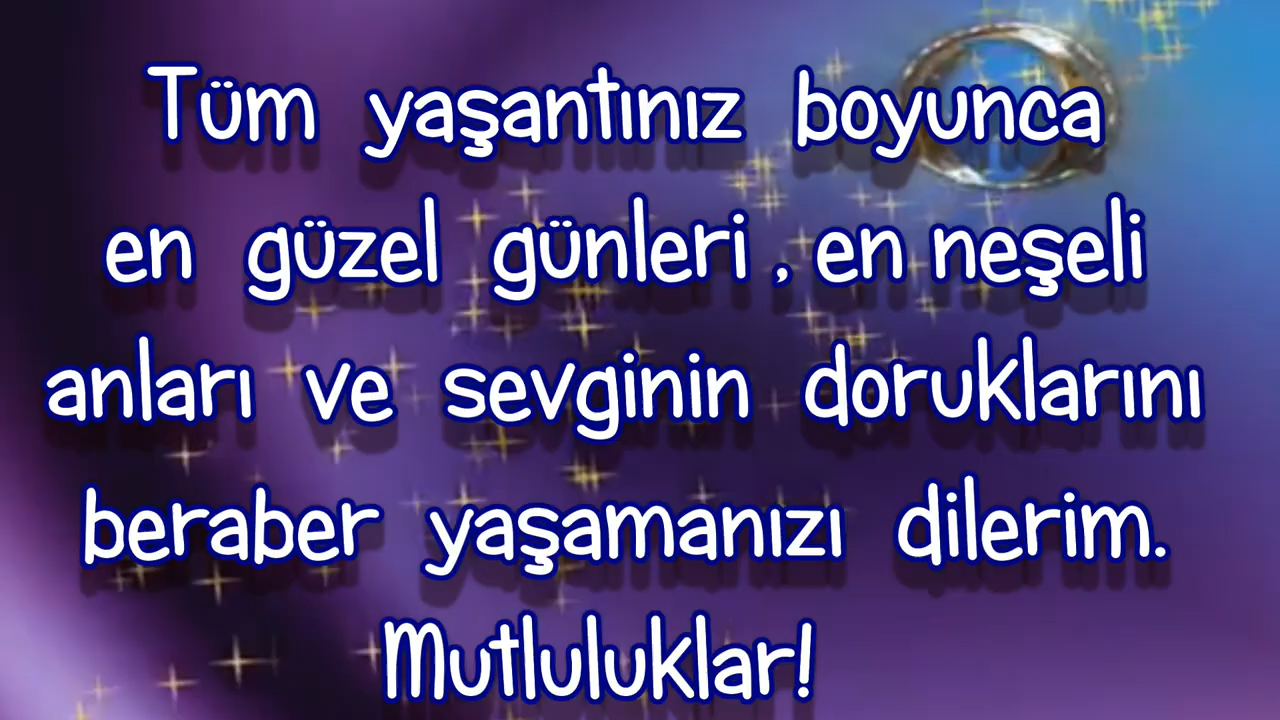 Tüm yaşantınız boyunca
en güzel günleri , en neşeli
anları ve sevginin doruklarını
beraber yaşamanızı dilerim.
Mutluluklar!